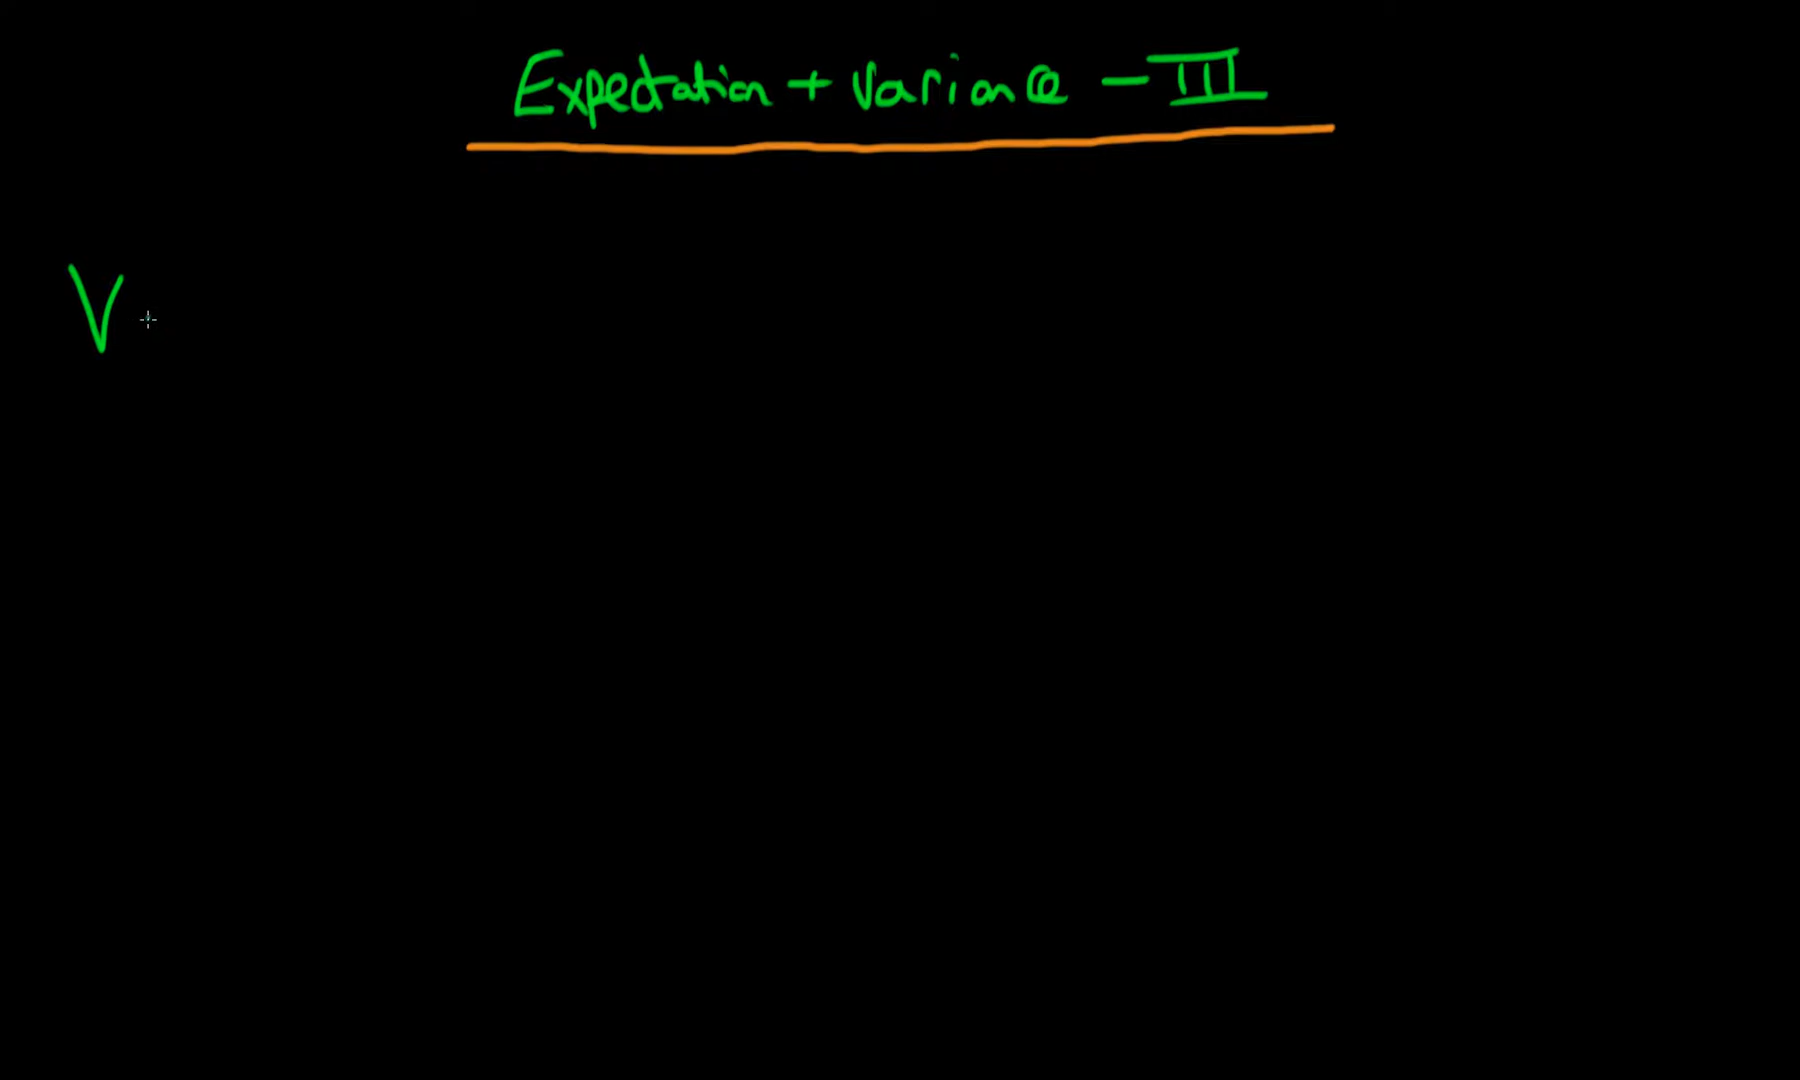 Expectation + Variance - III
V